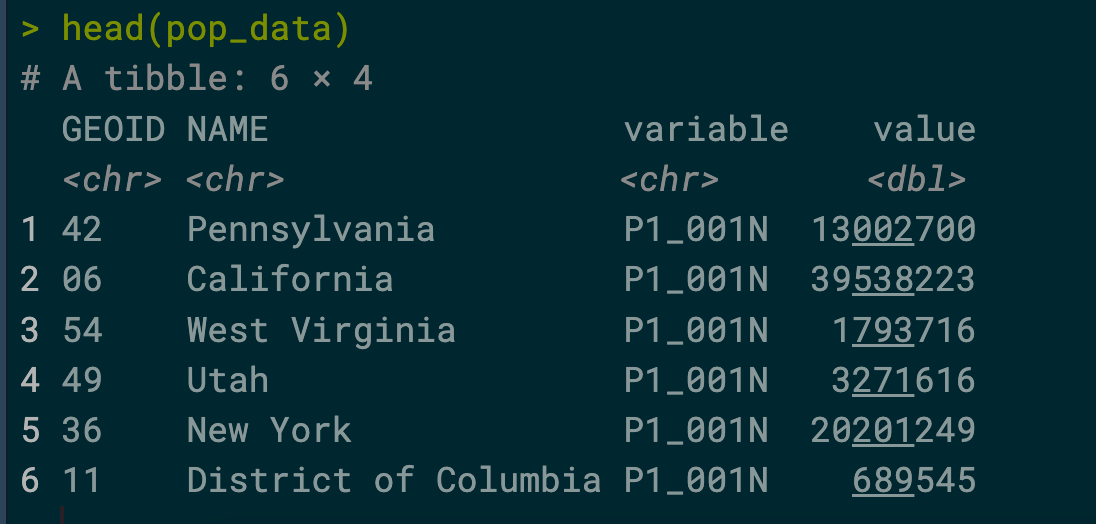 > head(pop_data)
# A tibble: 6 × 4
  GEOID NAME                 variable    value
  <chr> <chr>                <chr>       <dbl>
1 42    Pennsylvania         P1_001N  13002700
2 06    California           P1_001N  39538223
3 54    West Virginia        P1_001N   1793716
4 49    Utah                 P1_001N   3271616
5 36    New York             P1_001N  20201249
6 11    District of Columbia P1_001N    689545